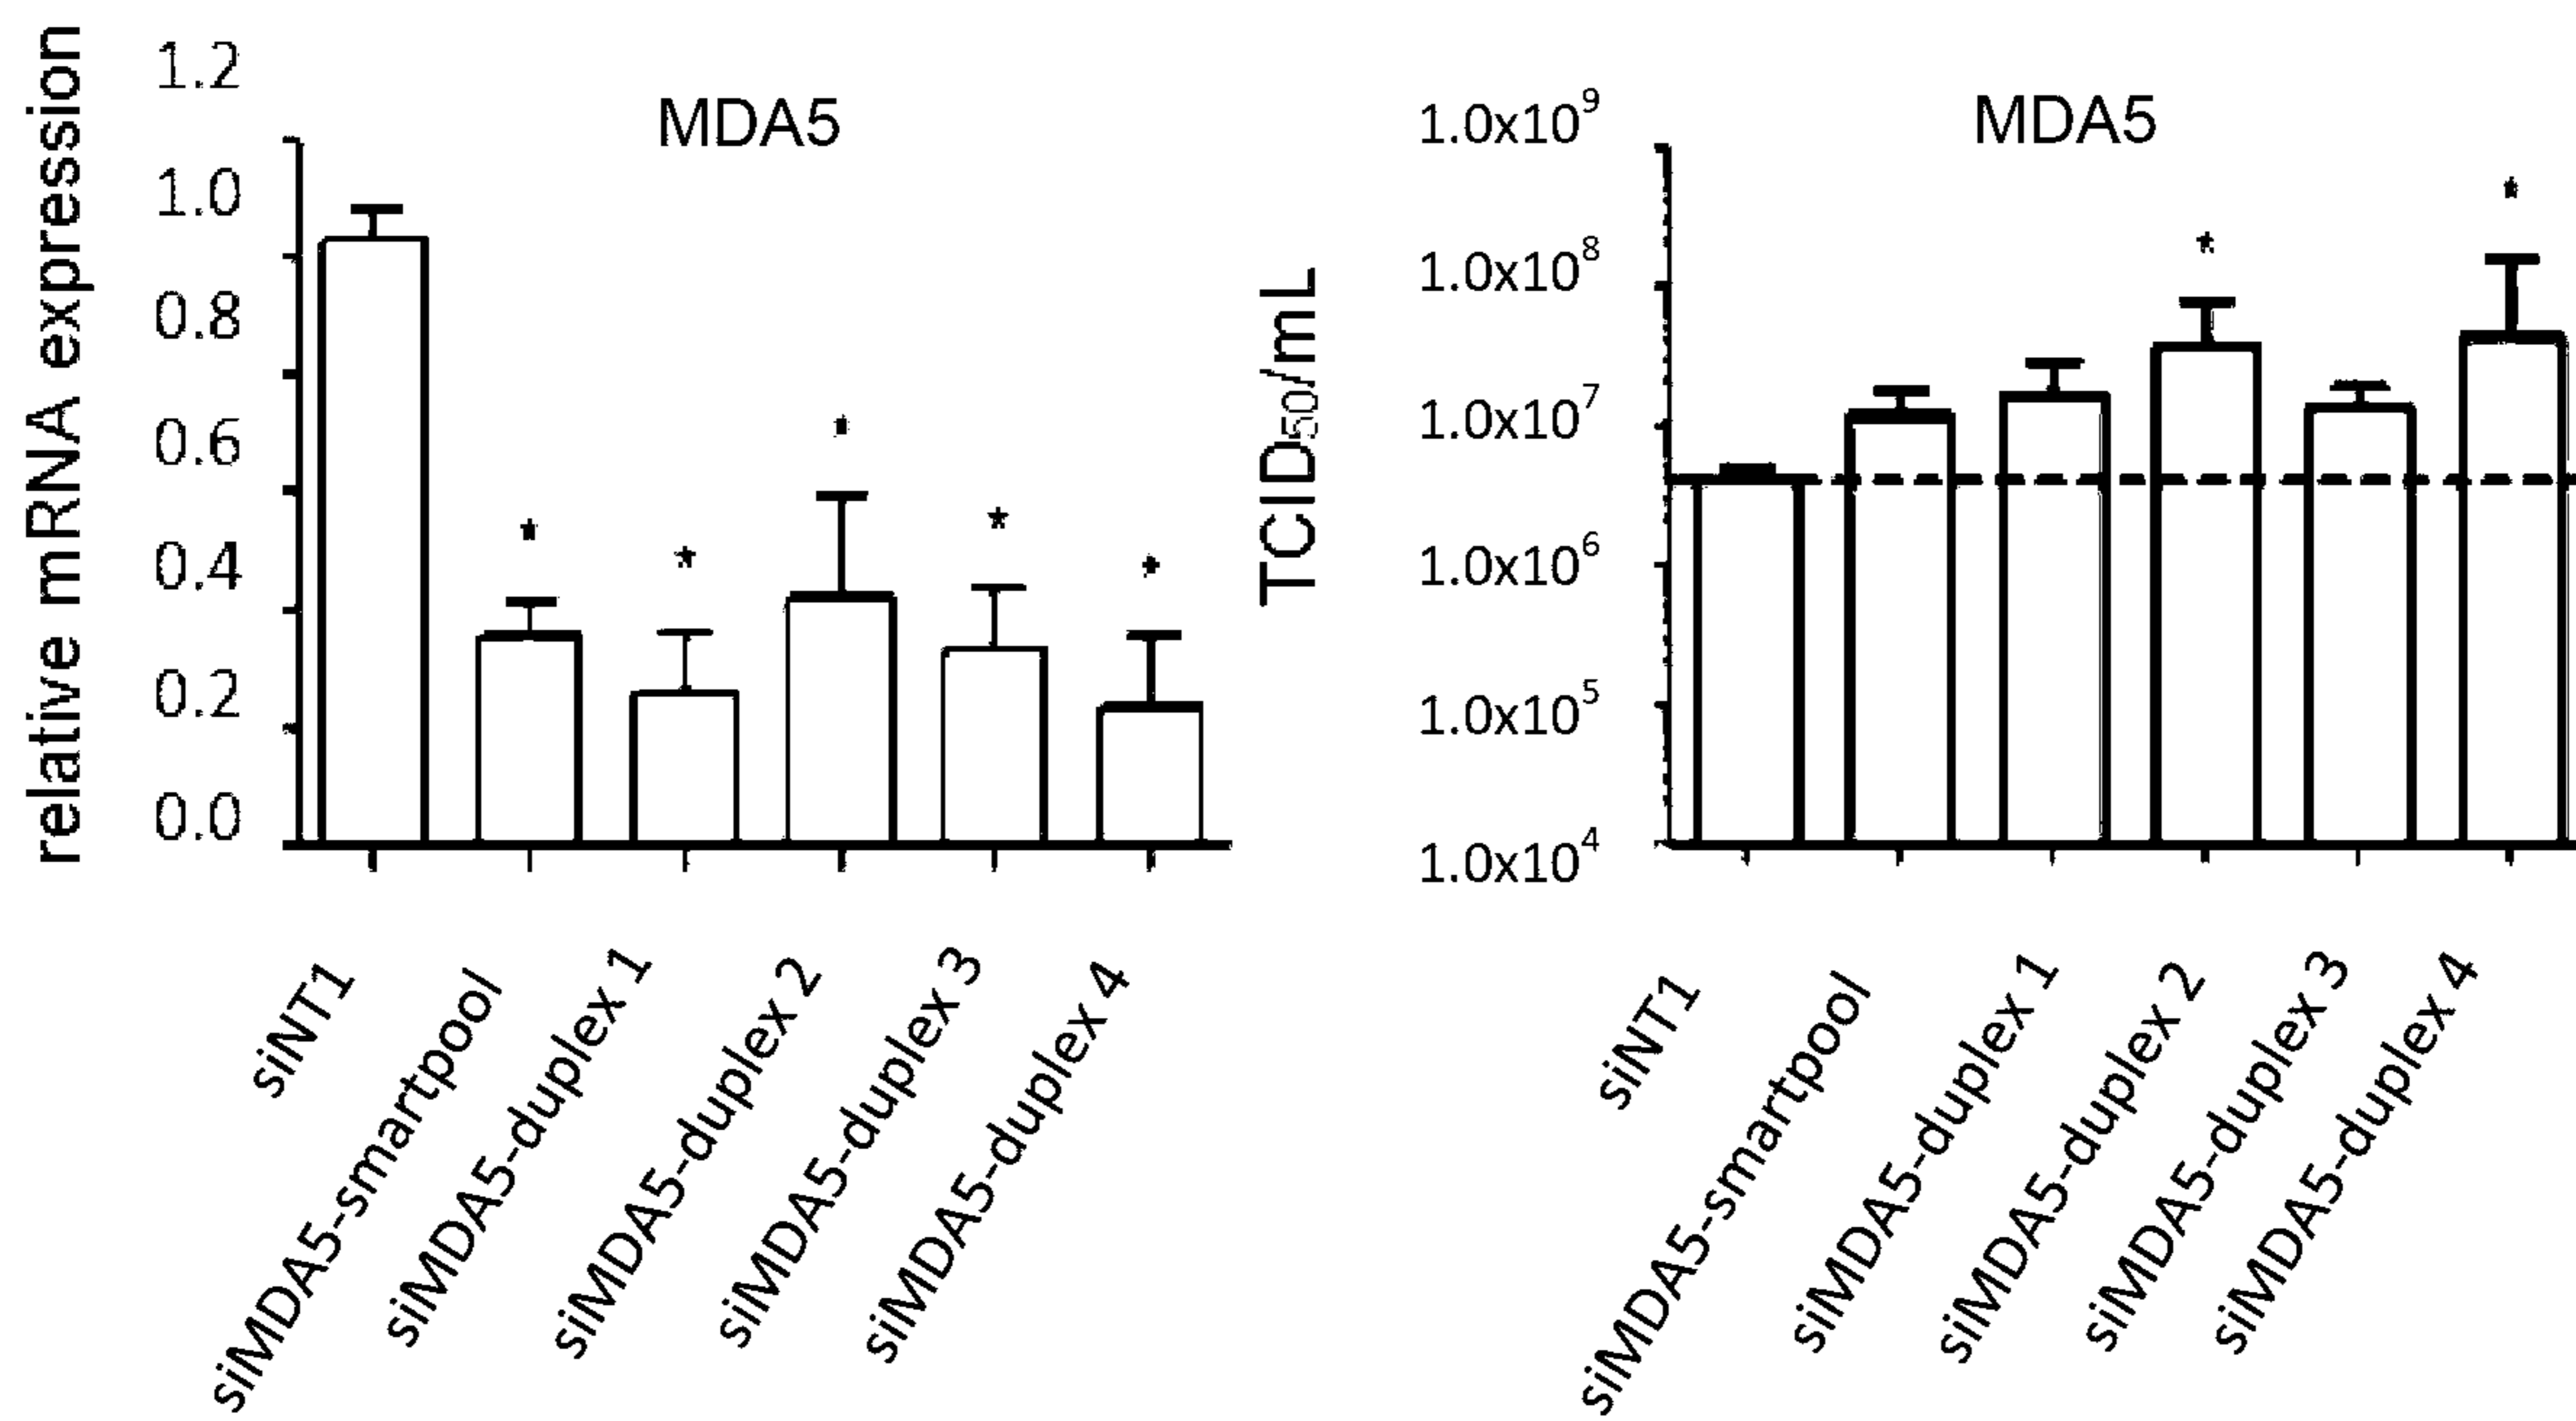 relative mRNA expression
1.2
1.0
0.8
0.6
0.4
0.2
0.0
MDA5
*
*
*
*
*
siNT1
siMDA5-smartpool
siMDA5-duplex 1
siMDA5-duplex 2
siMDA5-duplex 3
siMDA5-duplex 4
TCID₅₀/mL
1.0x10⁹
1.0x10⁸
1.0x10⁷
1.0x10⁶
1.0x10⁵
1.0x10⁴
MDA5
*
*
siNT1
siMDA5-smartpool
siMDA5-duplex 1
siMDA5-duplex 2
siMDA5-duplex 3
siMDA5-duplex 4